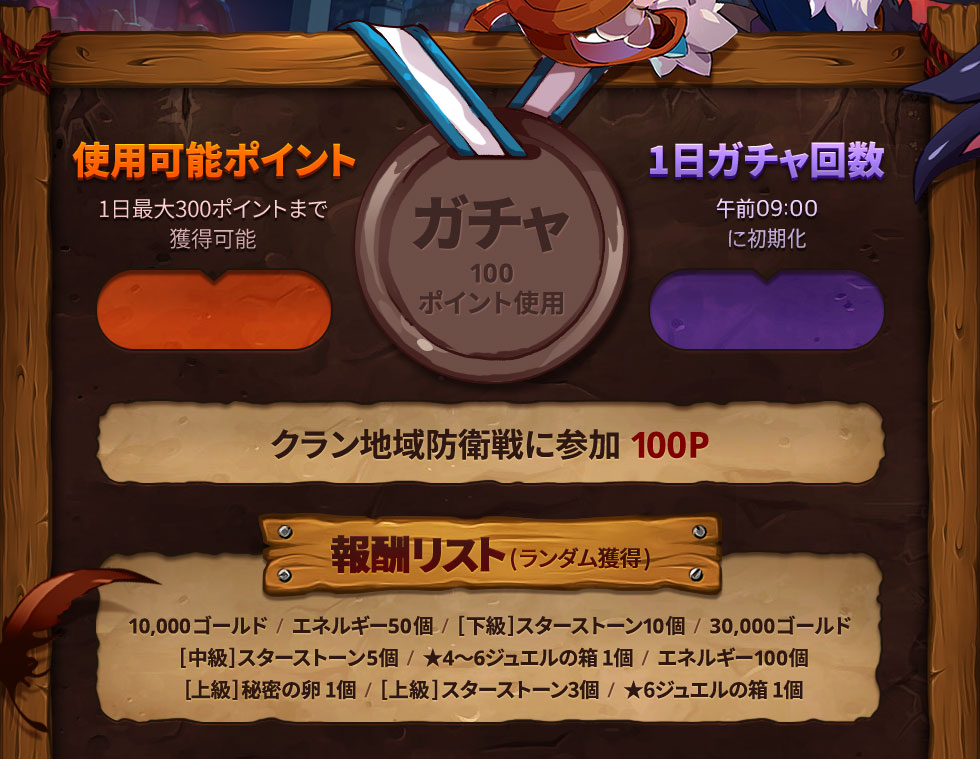 使用可能ポイント
1日最大300ポイントまで
獲得可能
ガチャ
100
ポイント使用
1日ガチャ回数
午前09:00
に初期化
クラン地域防衛戦に参加 100P
報酬リスト(ランダム獲得)
10,000ゴールド / エネルギー50個 / [下級]スターストーン10個 / 30,000ゴールド
[中級]スターストーン5個 / ★4〜6ジュエルの箱1個 / エネルギー100個
[上級]秘密の卵1個 / [上級]スターストーン3個 / ★6ジュエルの箱1個